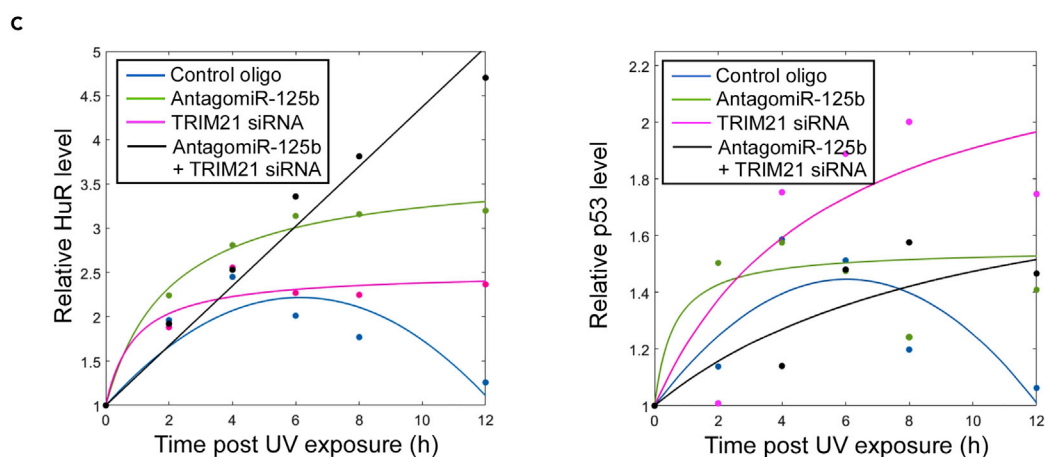 c
Relative HuR level
5
4.5
4
3.5
3
2.5
2
1.5
1
Control oligo
AntagomiR-125b
TRIM21 siRNA
AntagomiR-125b
+ TRIM21 siRNA
0 2 4 6 8 10 12
Time post UV exposure (h)
Relative p53 level
2.2
2
1.8
1.6
1.4
1.2
1
Control oligo
AntagomiR-125b
TRIM21 siRNA
AntagomiR-125b
+ TRIM21 siRNA
0 2 4 6 8 10 12
Time post UV exposure (h)